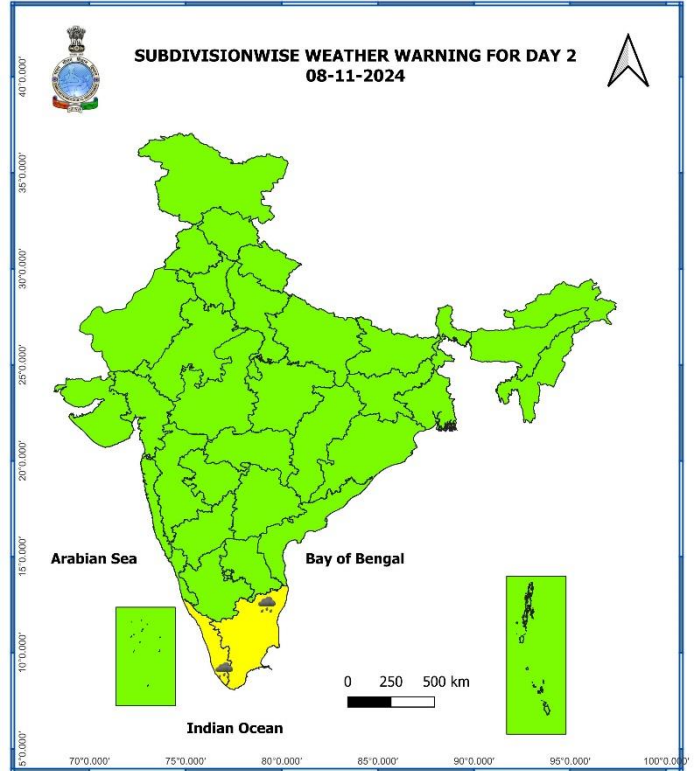 SUBDIVISIONWISE WEATHER WARNING FOR DAY 2
08-11-2024
40°0.000'
35°0.000'
30°0.000'
25°0.000'
20°0.000'
15°0.000'
10°0.000'
5°0.000'
Arabian Sea
Bay of Bengal
0 250 500 km
Indian Ocean
70°0.000' 75°0.000' 80°0.000' 85°0.000' 90°0.000' 95°0.000' 100°0.000'